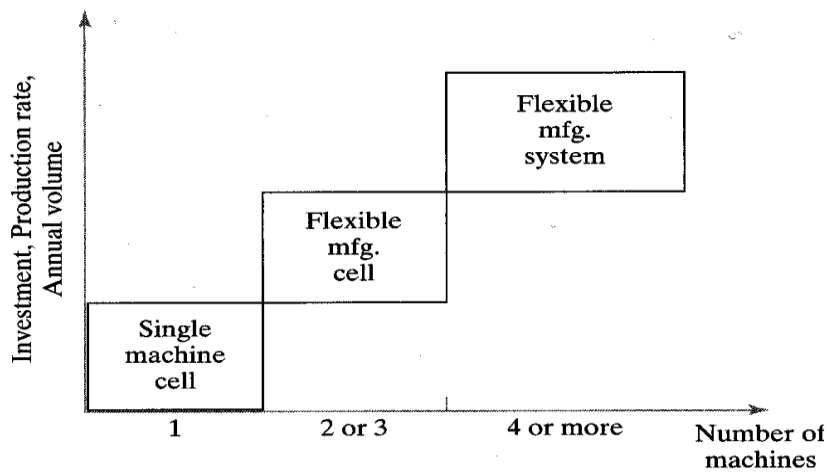 Investment, Production rate,
Annual volume
Flexible
mfg.
system
Flexible
mfg.
cell
Single
machine
cell
1
2 or 3
4 or more
Number of
machines